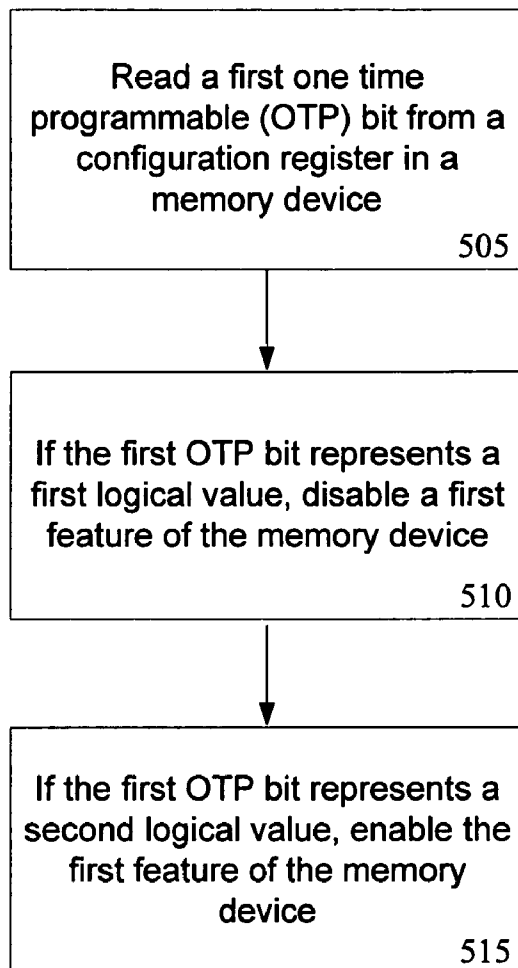 Read a first one time
programmable (OTP) bit from a
configuration register in a
memory device
505
If the first OTP bit represents a
first logical value, disable a first
feature of the memory device
510
If the first OTP bit represents a
second logical value, enable the
first feature of the memory
device
515